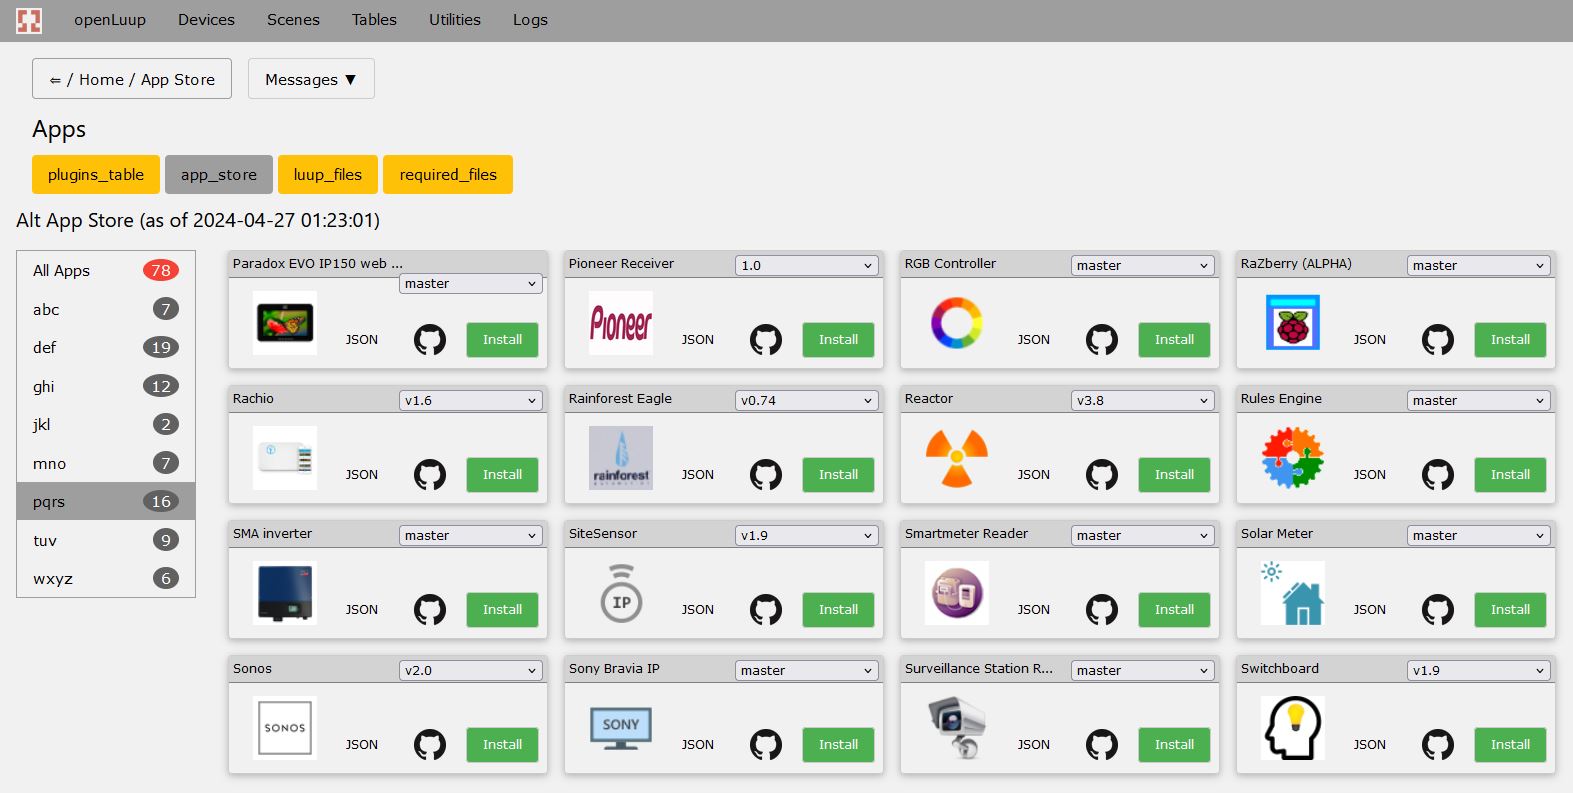 openLuup Devices Scenes Tables Utilities Logs
⇐ / Home / App Store Messages ▼
Apps
plugins_table app_store luup_files required_files
Alt App Store (as of 2024-04-27 01:23:01)
All Apps 78
abc 7
def 19
ghi 12
jkl 2
mno 7
pqrs 16
tuv 9
wxyz 6
Paradox EVO IP150 web ... master
JSON Install
Pioneer Receiver 1.0
Pioneer JSON Install
RGB Controller master
JSON Install
RaZberry (ALPHA) master
JSON Install
Rachio v1.6
JSON Install
Rainforest Eagle v0.74
rainforest JSON Install
Reactor v3.8
JSON Install
Rules Engine master
JSON Install
SMA inverter master
JSON Install
SiteSensor v1.9
IP JSON Install
Smartmeter Reader master
JSON Install
Solar Meter master
JSON Install
Sonos v2.0
SONOS JSON Install
Sony Bravia IP master
SONY JSON Install
Surveillance Station R... master
JSON Install
Switchboard v1.9
JSON Install